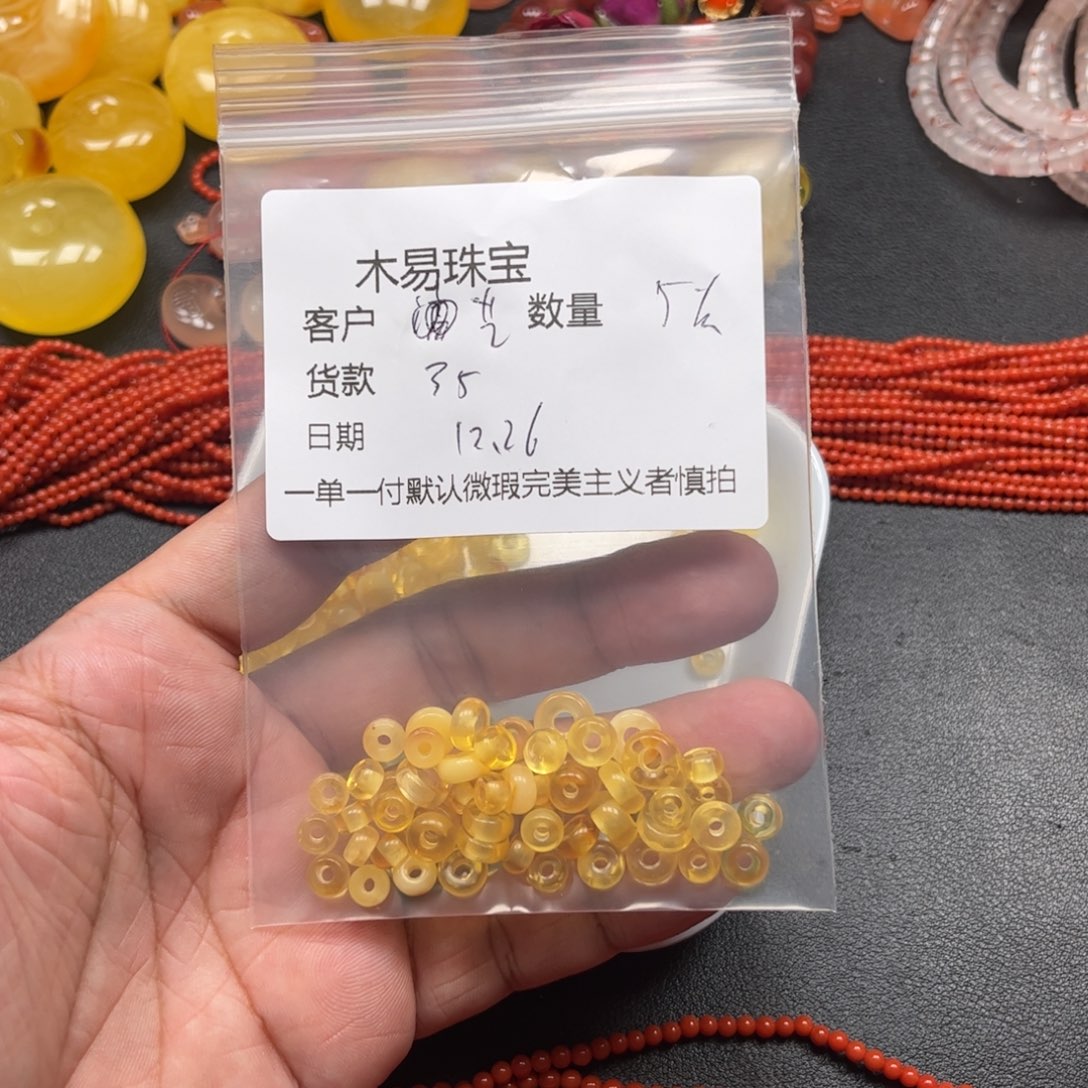 木易珠宝
客户 数量
货款 35
日期 12.26
一单一付默认微瑕完美主义者慎拍